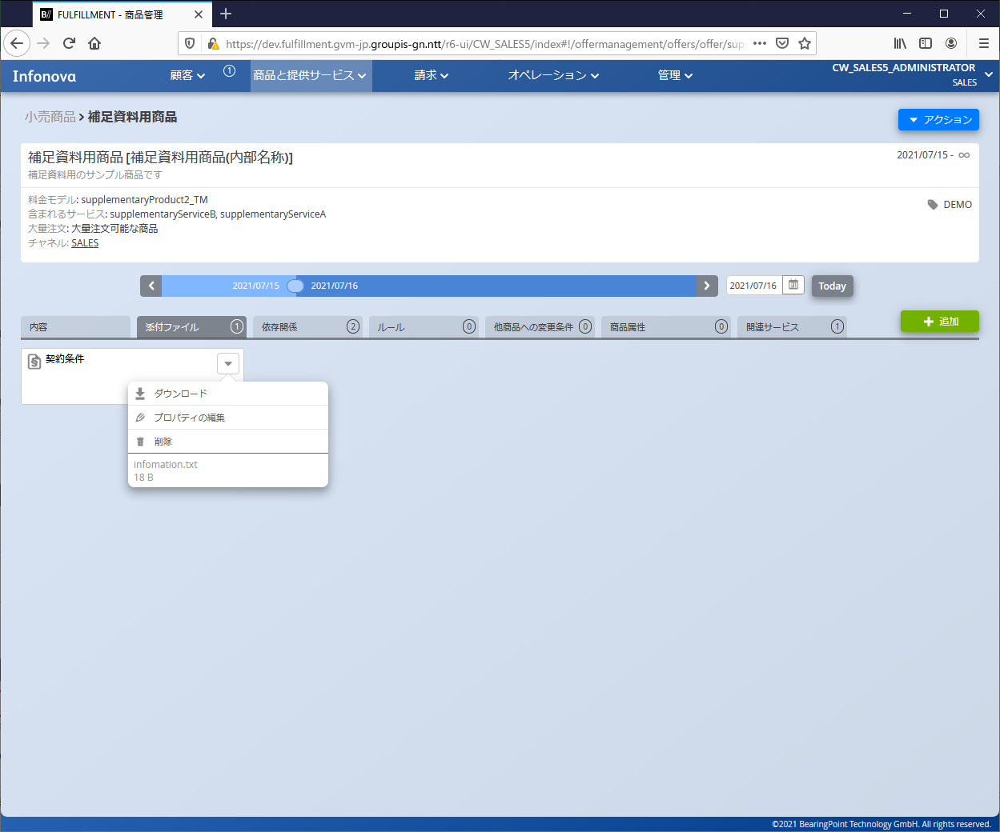 FULFILLMENT - 商品管理
https://dev.fulfillment.gvm-jp.groupis-gn.ntt/r6-ui/CW_SALES5/index#!/offermanagement/offers/offer/supp
Infonova
顧客
1
商品と提供サービス
請求
オペレーション
管理
CW_SALES5_ADMINISTRATOR
SALES
小売商品 > 補足資料用商品
アクション
補足資料用商品 [補足資料用商品(内部名称)]
2021/07/15 - ∞
補足資料用のサンプル商品です
料金モデル: supplementaryProduct2_TM
含まれるサービス: supplementaryServiceB, supplementaryServiceA
大量注文: 大量注文可能な商品
チャネル: SALES
DEMO
2021/07/15
2021/07/16
2021/07/16
31
Today
内容
添付ファイル 1
依存関係 2
ルール 0
他商品への変更条件 0
商品属性 0
関連サービス 1
追加
契約条件
ダウンロード
プロパティの編集
削除
infomation.txt
18 B
©2021 BearingPoint Technology GmbH. All rights reserved.